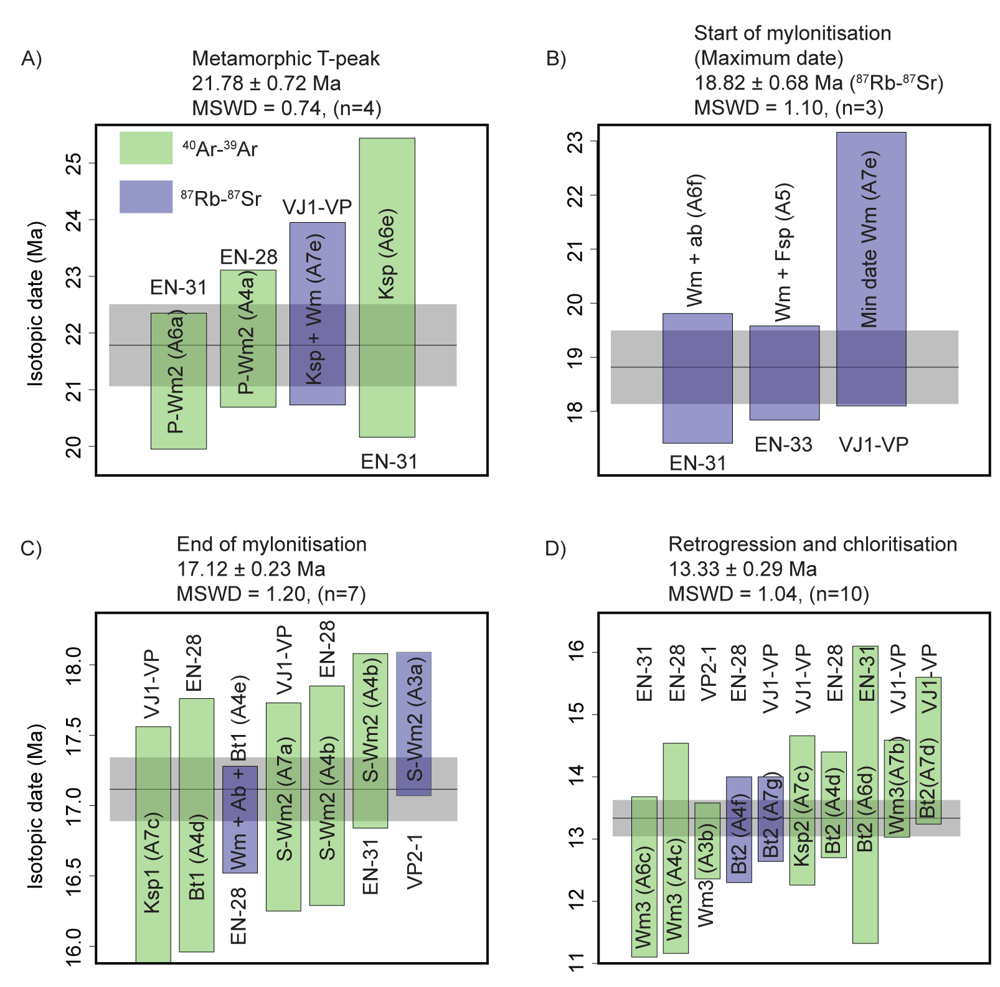 A)
Metamorphic T-peak
21.78 ± 0.72 Ma
MSWD = 0.74, (n=4)
Isotopic date (Ma)
25
24
23
22
21
20
40Ar-39Ar
87Rb-87Sr
EN-31
P-Wm2 (A6a)
EN-28
P-Wm2 (A4a)
VJ1-VP
Ksp + Wm (A7e)
Ksp (A6e)
EN-31
B)
Start of mylonitisation
(Maximum date)
18.82 ± 0.68 Ma (87Rb-87Sr)
MSWD = 1.10, (n=3)
23
22
21
20
19
18
Wm + ab (A6f)
EN-31
Wm + Fsp (A5)
EN-33
Min date Wm (A7e)
VJ1-VP
C)
End of mylonitisation
17.12 ± 0.23 Ma
MSWD = 1.20, (n=7)
Isotopic date (Ma)
18.0
17.5
17.0
16.5
16.0
VJ1-VP
Ksp1 (A7c)
EN-28
Bt1 (A4d)
Wm + Ab + Bt1 (A4e)
EN-28
VJ1-VP
S-Wm2 (A7a)
EN-28
S-Wm2 (A4b)
S-Wm2 (A4b)
EN-31
S-Wm2 (A3a)
VP2-1
D)
Retrogression and chloritisation
13.33 ± 0.29 Ma
MSWD = 1.04, (n=10)
16
15
14
13
12
11
EN-31
Wm3 (A6c)
EN-28
Wm3 (A4c)
VP2-1
Wm3 (A3b)
EN-28
Bt2 (A4f)
VJ1-VP
Bt2 (A7g)
VJ1-VP
Ksp2 (A7c)
EN-28
Bt2 (A4d)
EN-31
Bt2 (A6d)
VJ1-VP
Wm3(A7b)
VJ1-VP
Bt2(A7d)